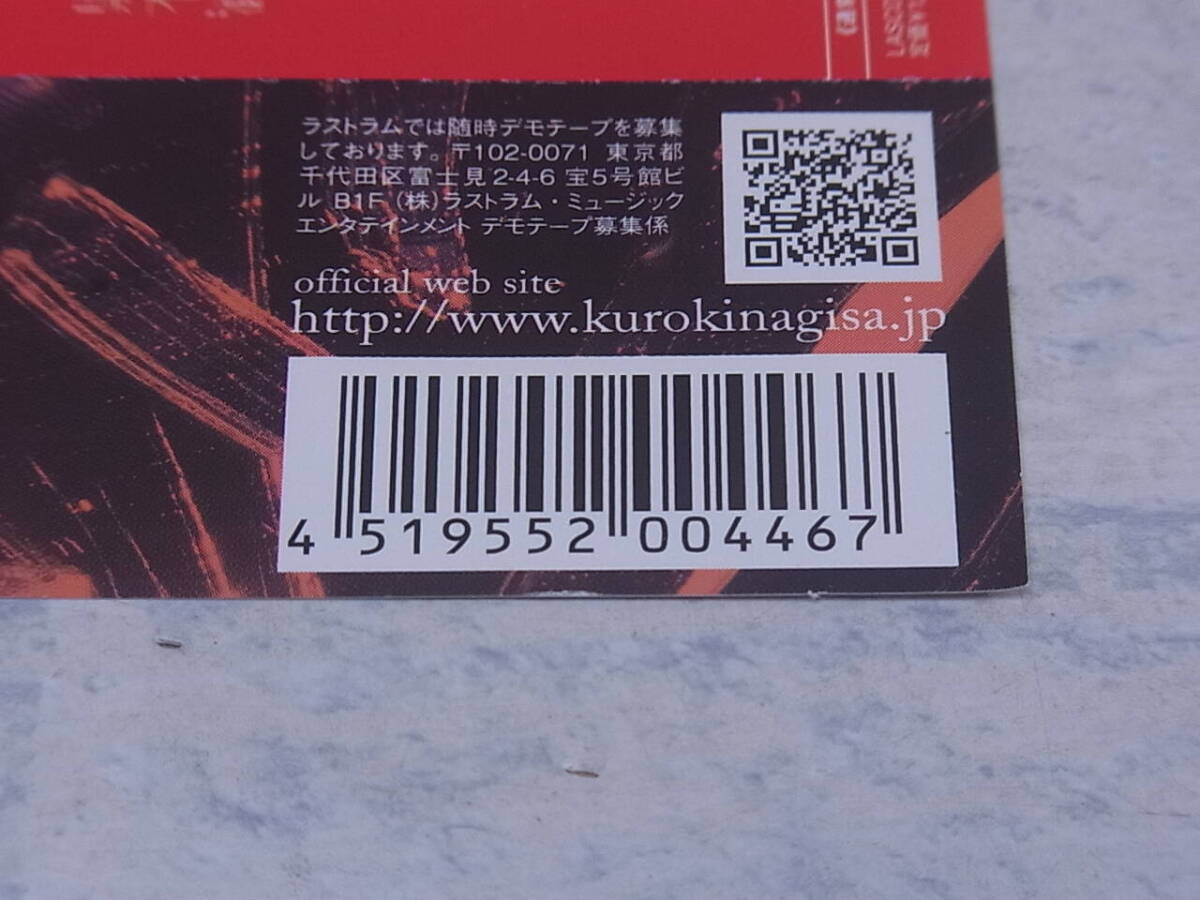 ラストラムでは随時デモテープを募集
しております。〒102-0071 東京都
千代田区富士見2-4-6 宝5号館ビ
ル B1F (株)ラストラム・ミュージック
エンタテインメント デモテープ募集係
official web site
http://www.kurokinagisa.jp
4 519552 004467